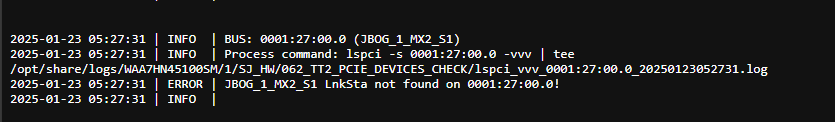 2025-01-23 05:27:31 | INFO  | BUS: 0001:27:00.0 (JBOG_1_MX2_S1)
2025-01-23 05:27:31 | INFO  | Process command: lspci -s 0001:27:00.0 -vvv | tee
/opt/share/logs/WAA7HN45100SM/1/SJ_HW/062_TT2_PCIE_DEVICES_CHECK/lspci_vvv_0001:27:00.0_20250123052731.log
2025-01-23 05:27:31 | ERROR | JBOG_1_MX2_S1 LnkSta not found on 0001:27:00.0!
2025-01-23 05:27:31 | INFO  |